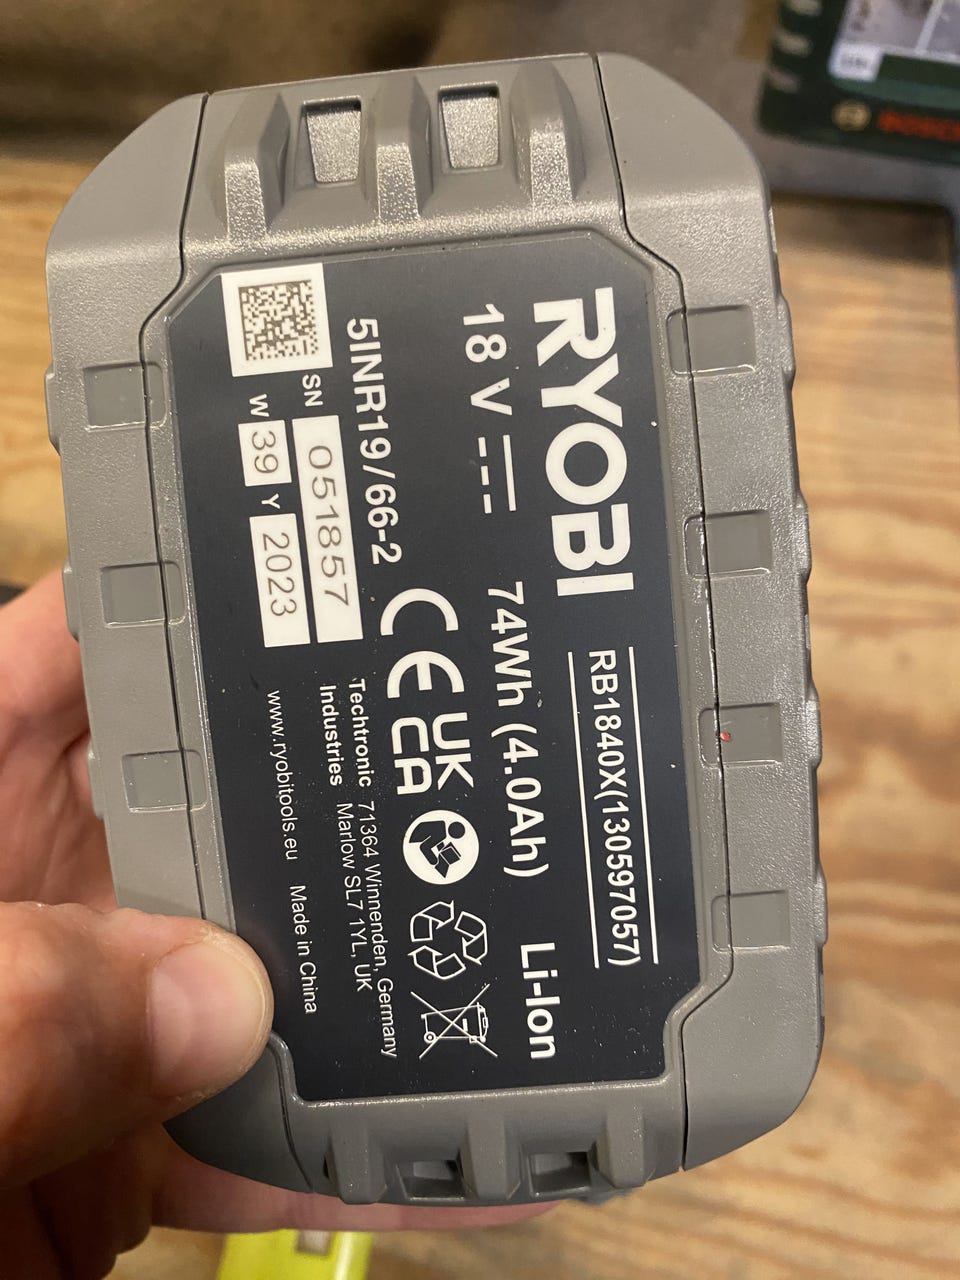 RYOBI
RB1840X(130597057)
18 V
74Wh (4.0Ah)
Li-Ion
5INR19/66-2
CE
UK
CA
SN 051857
W 39 Y 2023
Techtronic
Industries
71364 Winnenden, Germany
Marlow SL7 1YL, UK
www.ryobitools.eu
Made in China